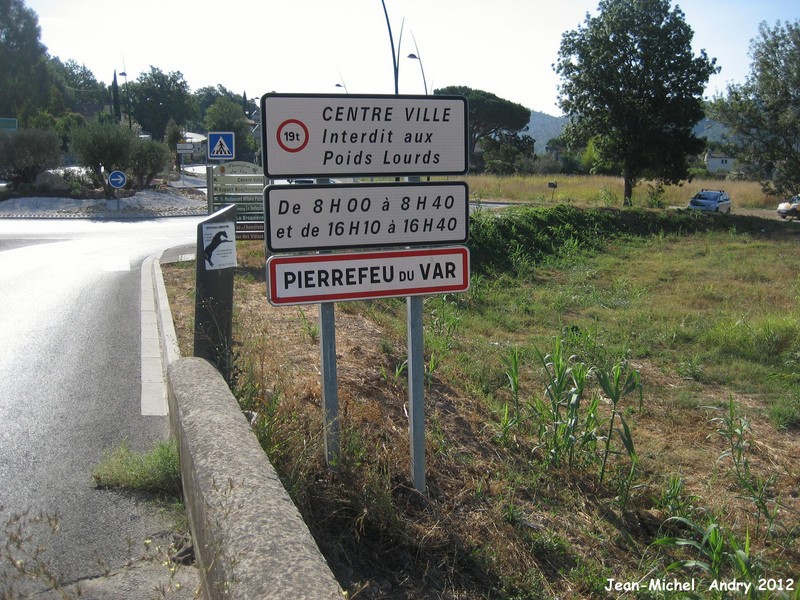 19t
CENTRE VILLE
Interdit aux
Poids Lourds
De 8H00 à 8H40
et de 16H10 à 16H40
PIERREFEU DU VAR
Jean-Michel Andry 2012